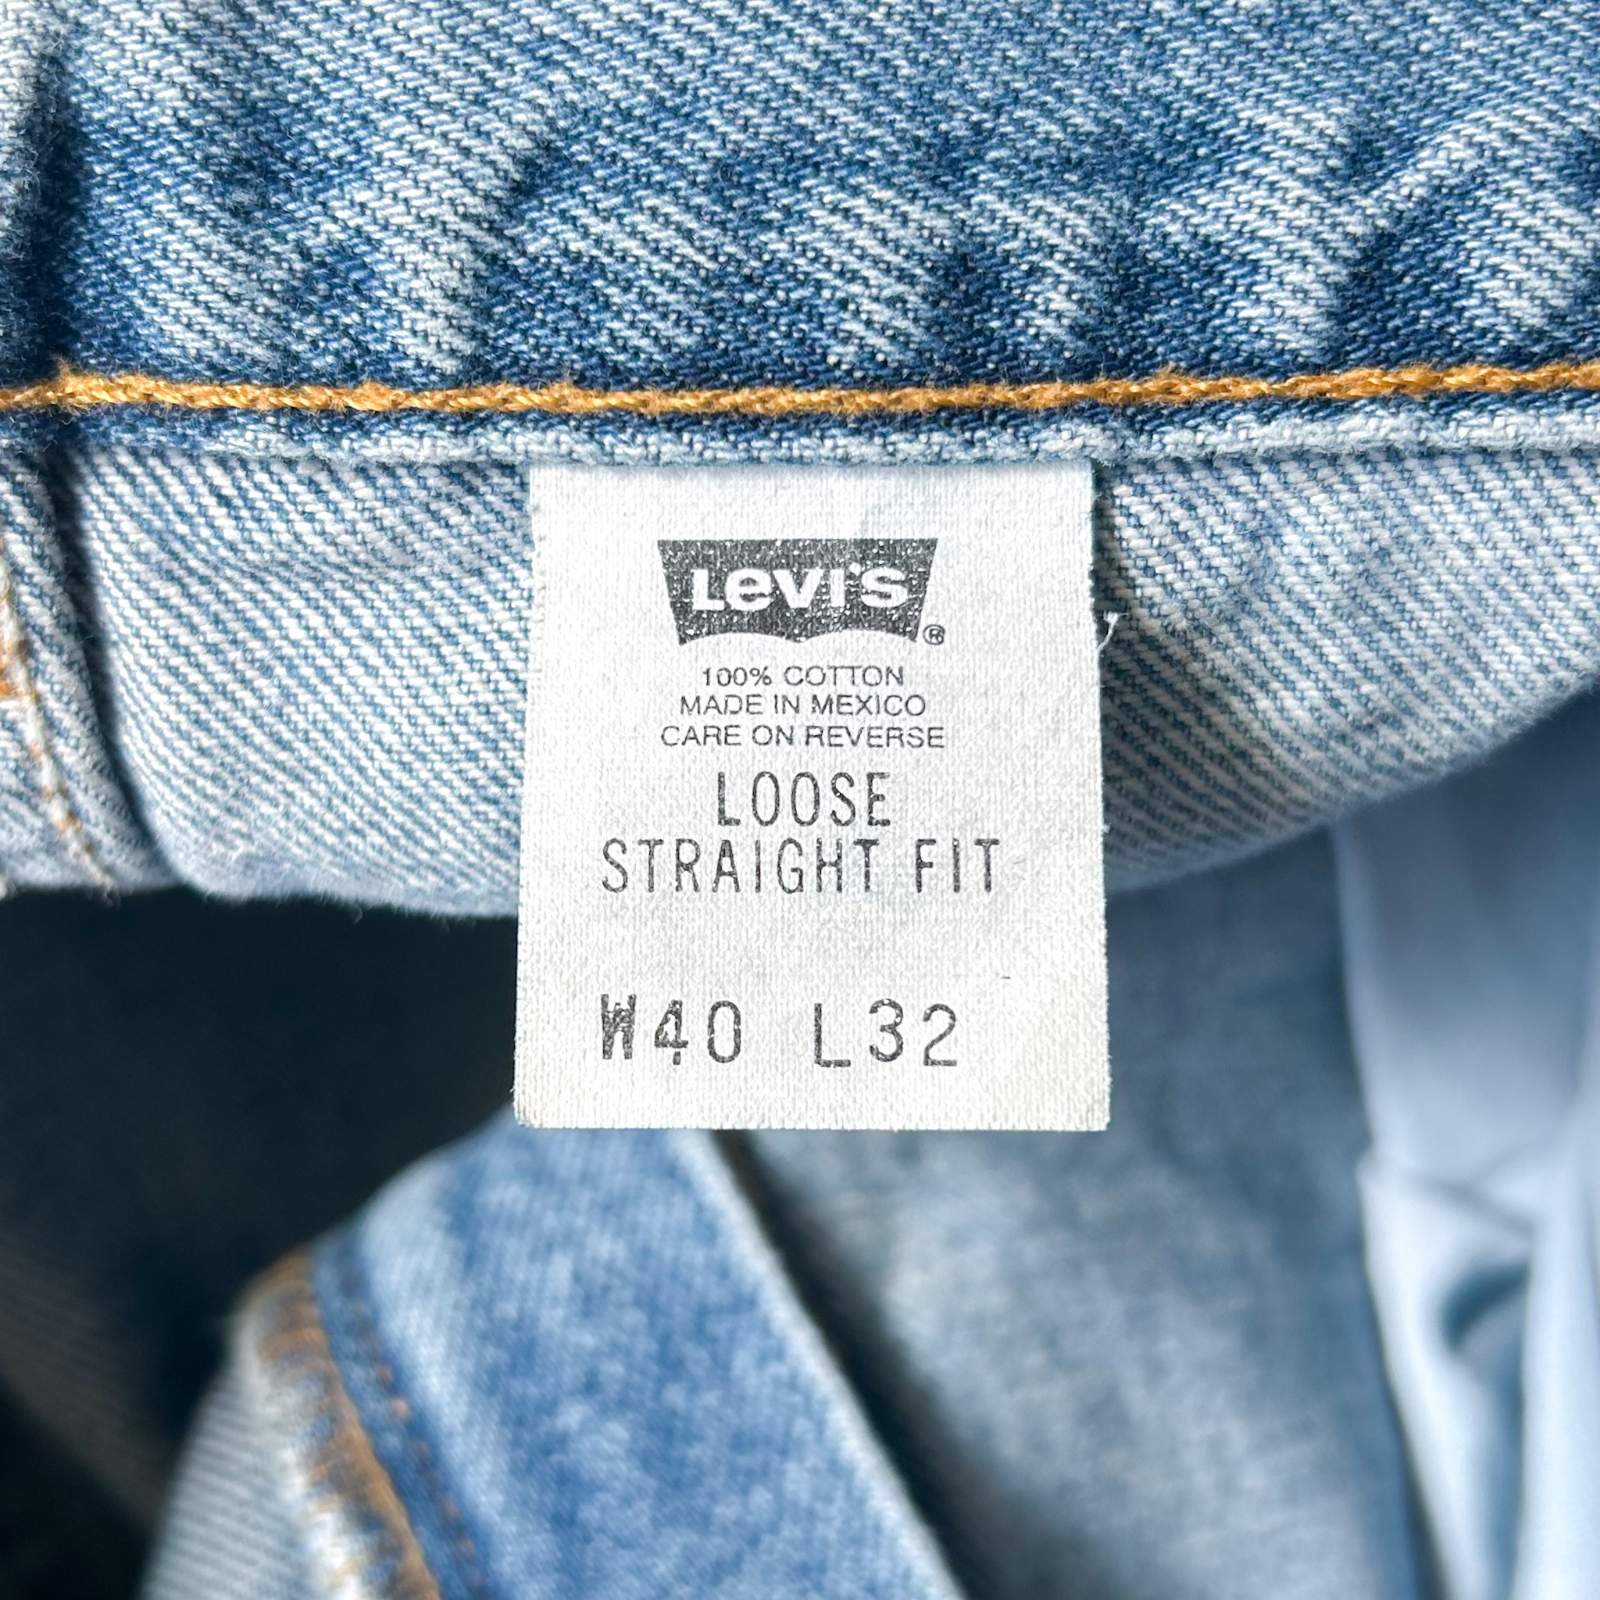 Levi's ®
100% COTTON
MADE IN MEXICO
CARE ON REVERSE
LOOSE
STRAIGHT FIT
W40 L32